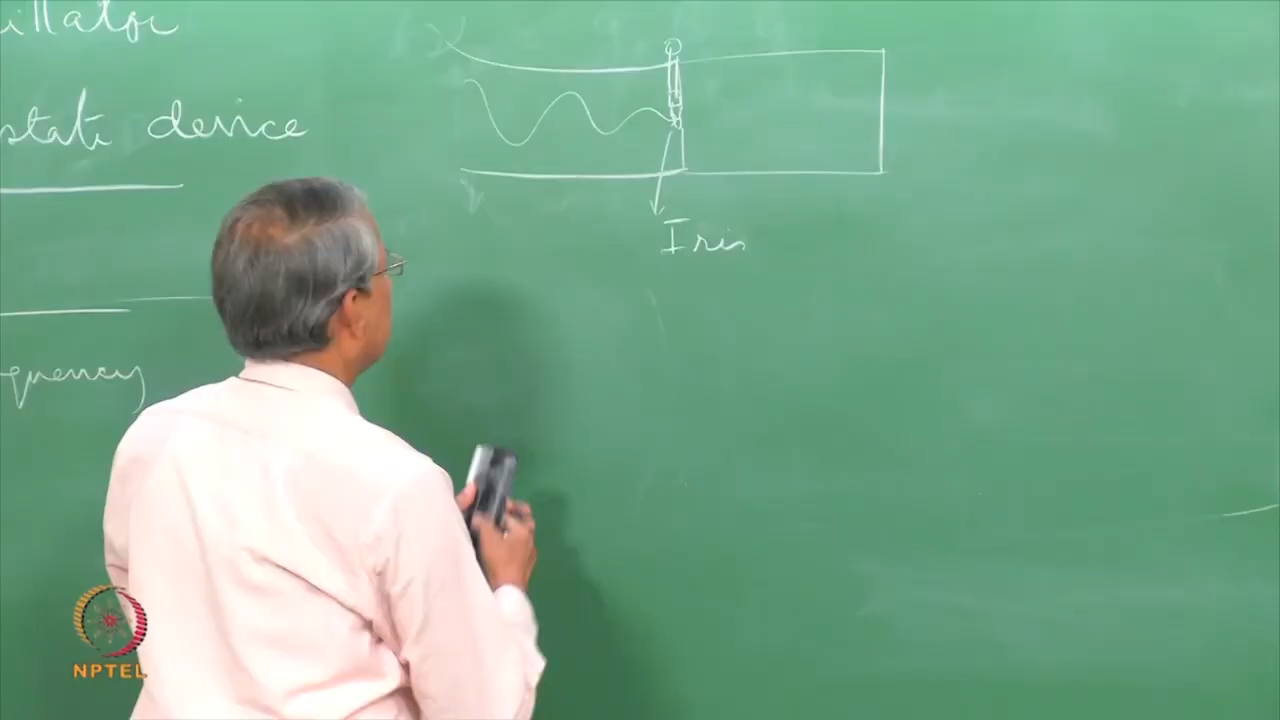 illator
state device
quency
Iris
NPTEL